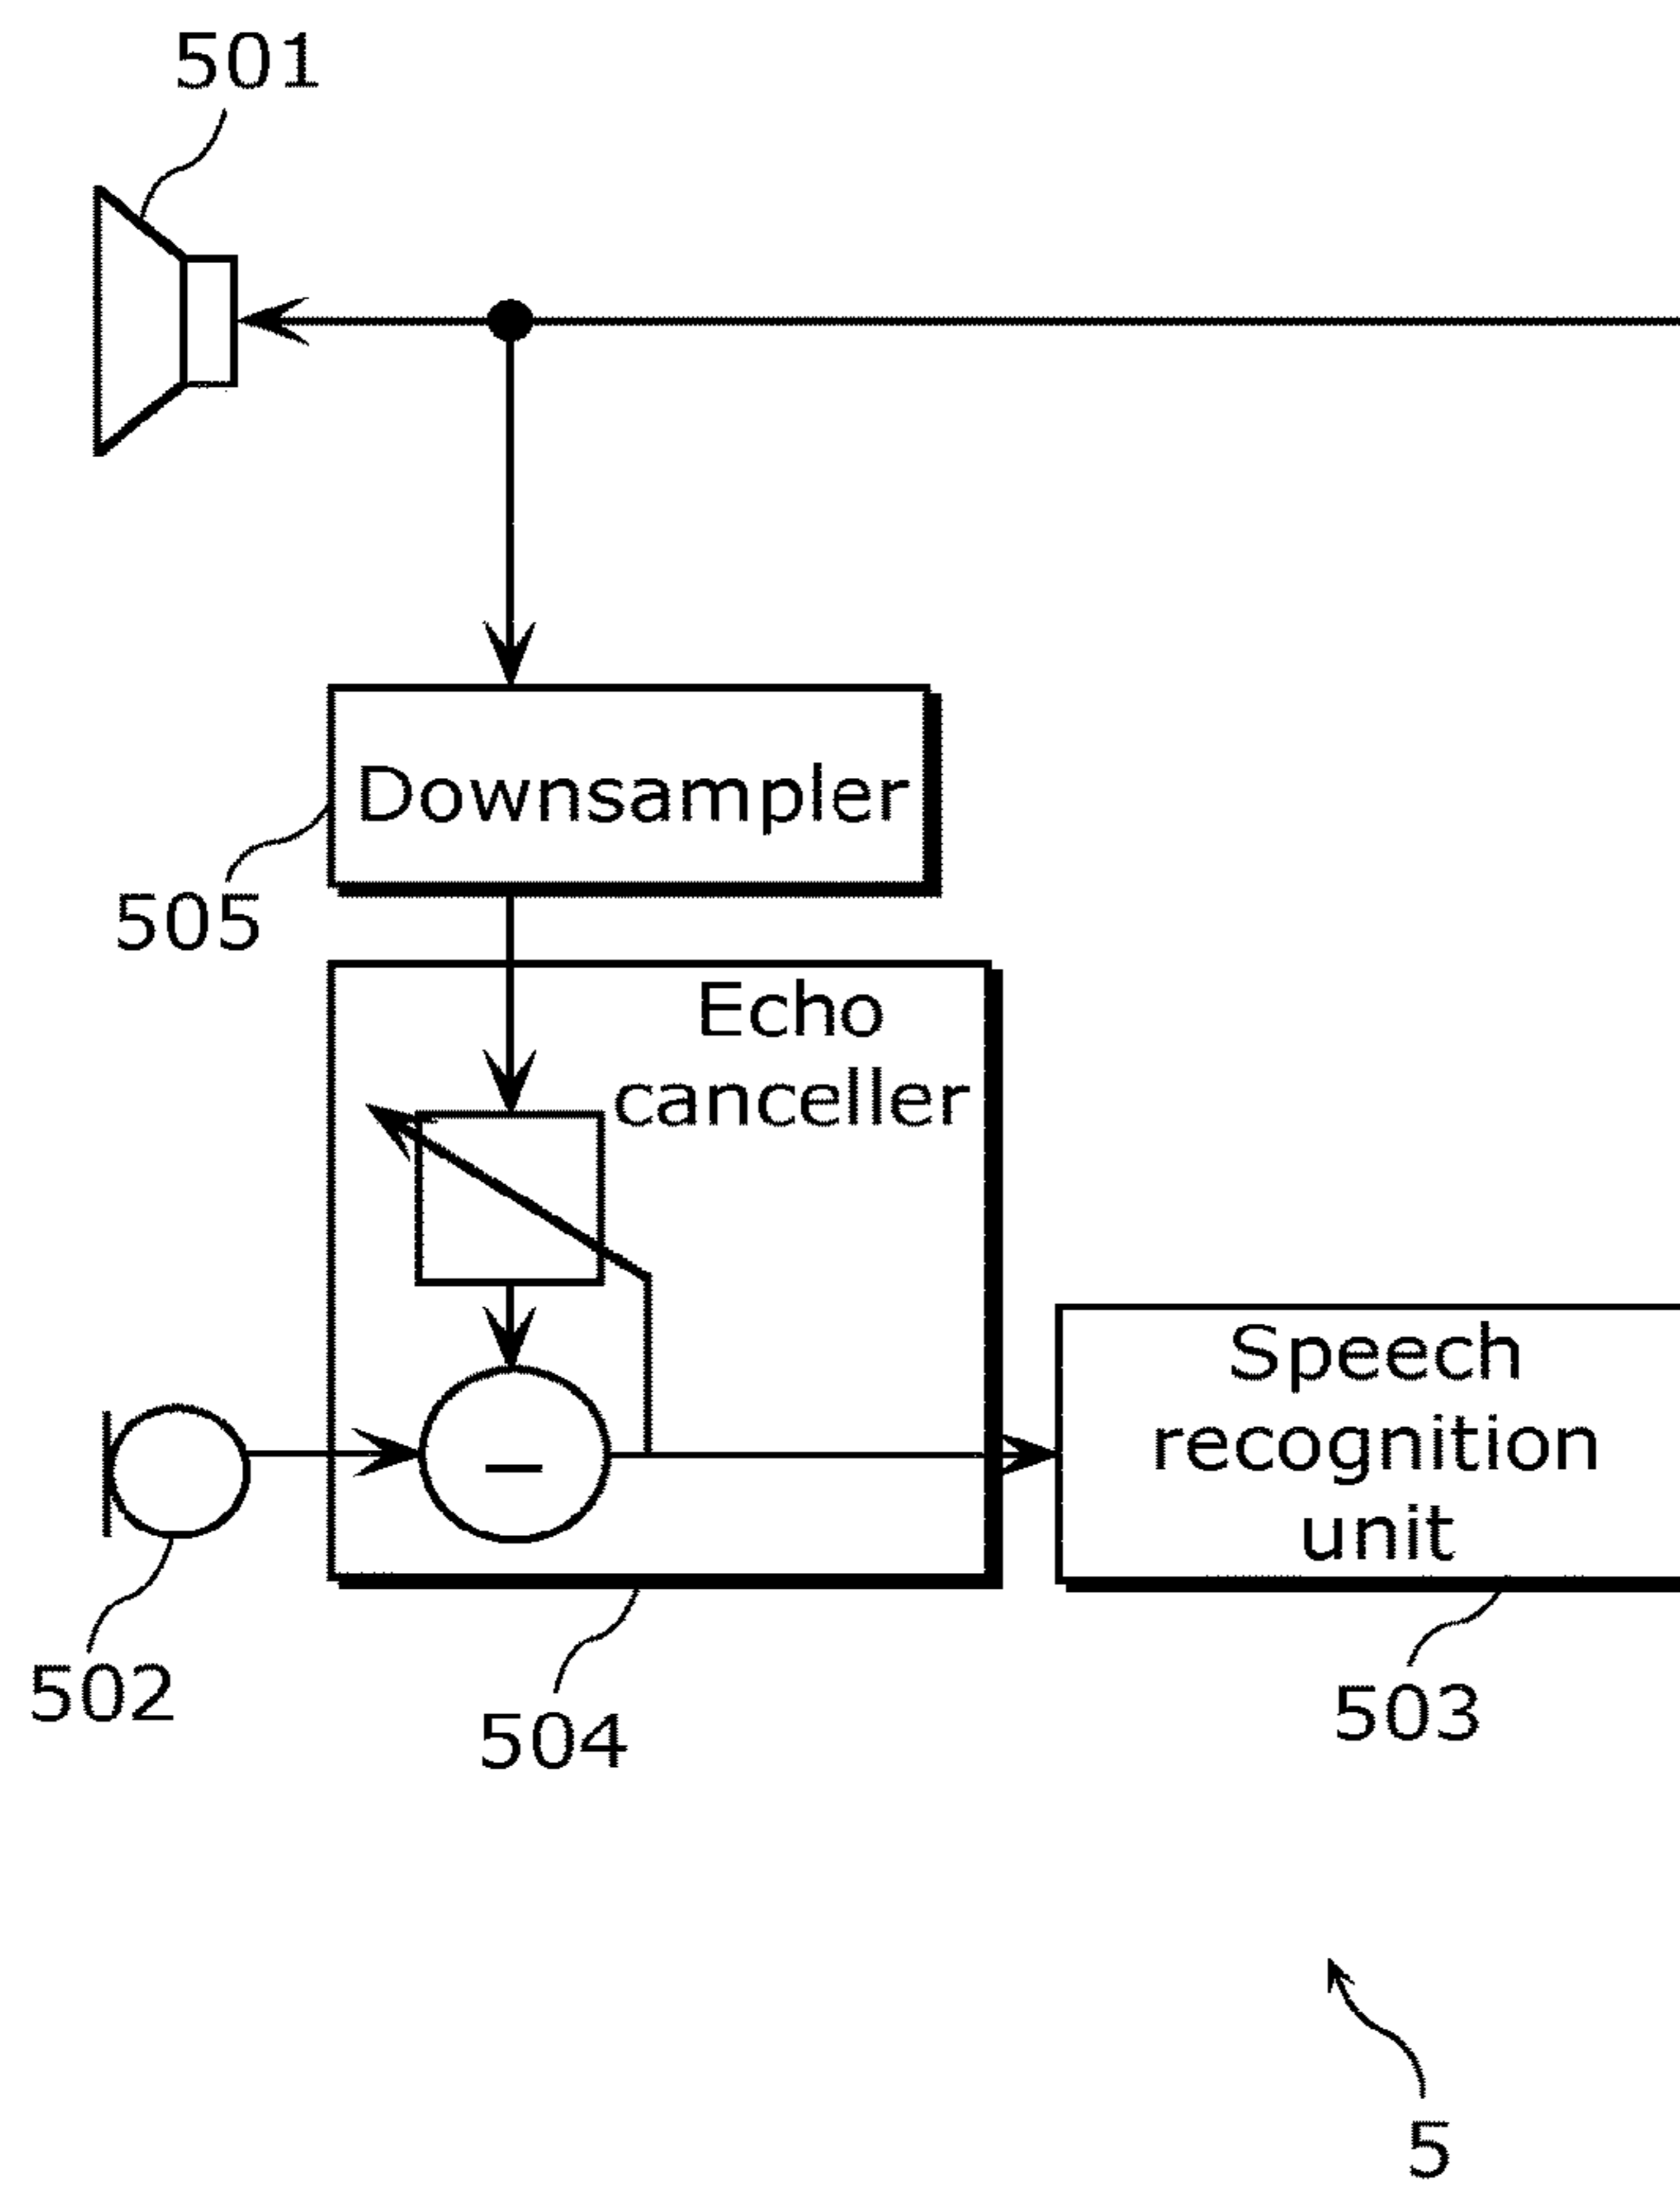 501
Downsampler
505
Echo
canceller
Speech
recognition
unit
–
502
504
503
5